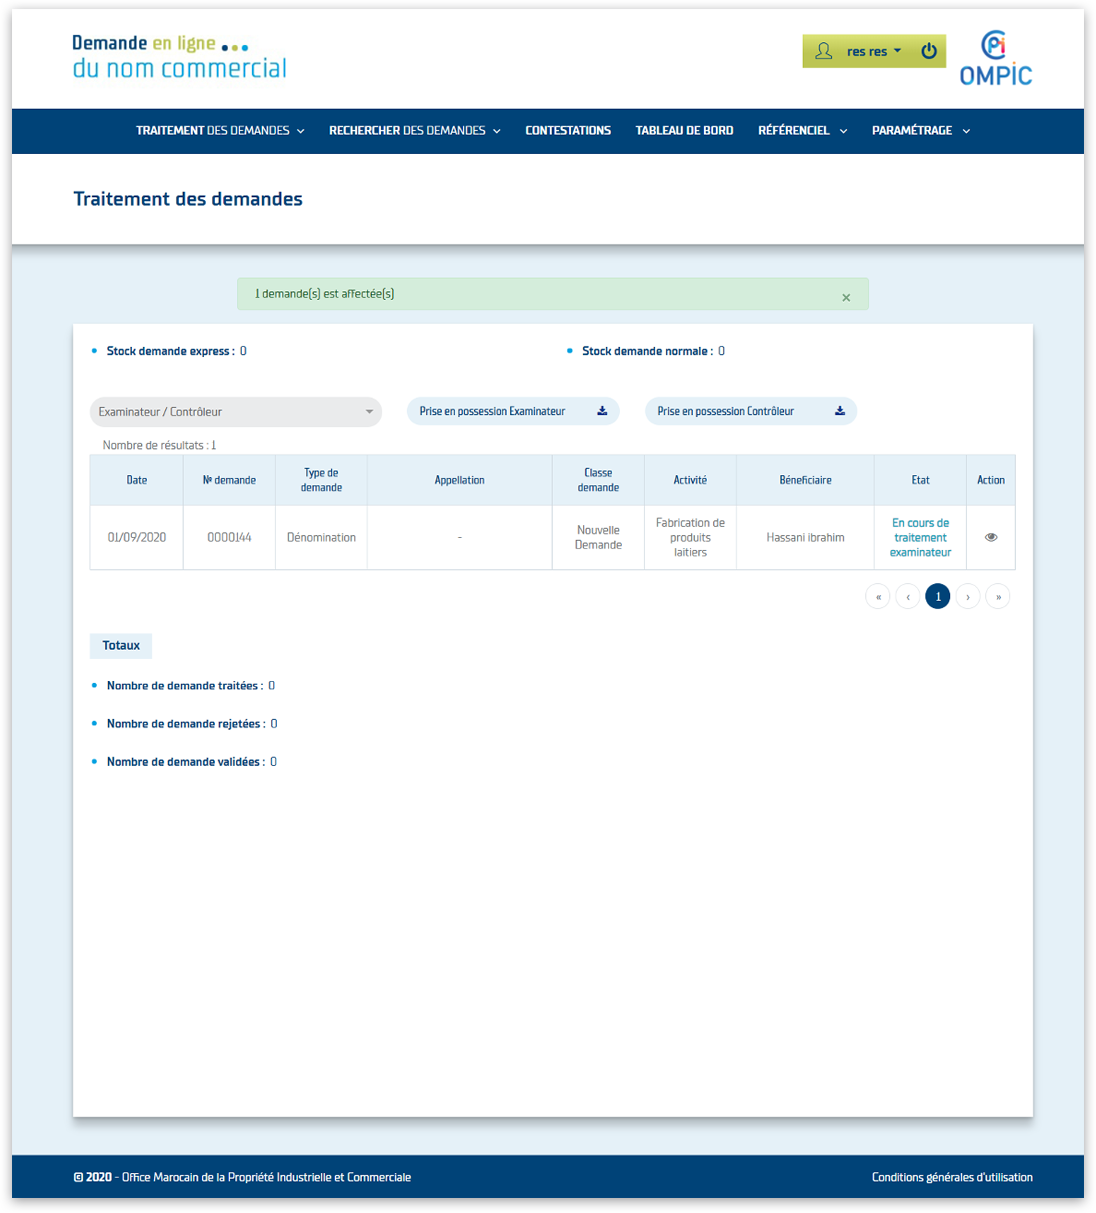 Demande en ligne ...
du nom commercial
res res
OMPIC
TRAITEMENT DES DEMANDES
RECHERCHER DES DEMANDES
CONTESTATIONS
TABLEAU DE BORD
RÉFÉRENCIEL
PARAMÉTRAGE
Traitement des demandes
1 demande(s) est affectée(s)
×
Stock demande express : 0
Stock demande normale : 0
Examinateur / Contrôleur
Prise en possession Examinateur
Prise en possession Contrôleur
Nombre de résultats : 1
Date
N° demande
Type de
demande
Appellation
Classe
demande
Activité
Béneficiaire
Etat
Action
01/09/2020
0000144
Dénomination
-
Nouvelle
Demande
Fabrication de
produits
laitiers
Hassani ibrahim
En cours de
traitement
examinateur
« ‹ 1 › »
Totaux
Nombre de demande traitées : 0
Nombre de demande rejetées : 0
Nombre de demande validées : 0
© 2020 - Office Marocain de la Propriété Industrielle et Commerciale
Conditions générales d'utilisation